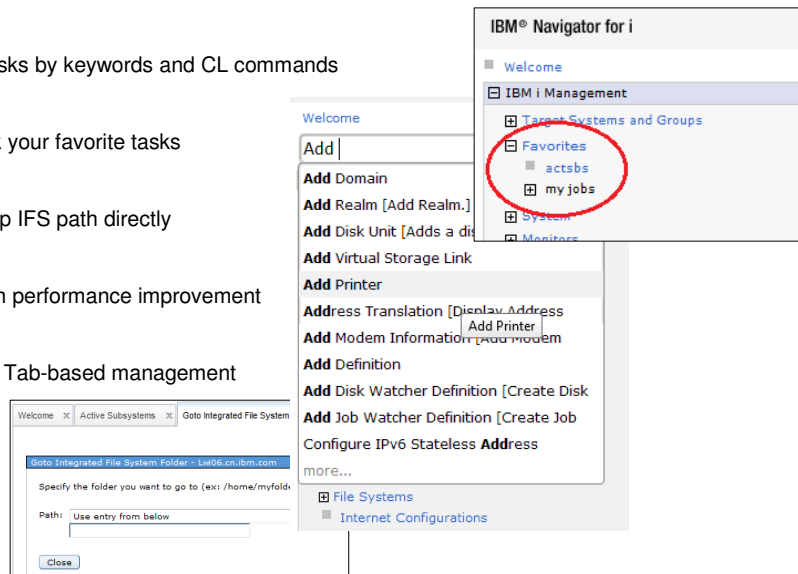 sks by keywords and CL commands
your favorite tasks
p IFS path directly
performance improvement
Tab-based management
IBM® Navigator for i
Welcome
IBM i Management
Target Systems and Groups
Favorites
actsbs
my jobs
System
Monitors
Welcome
Add
Add Domain
Add Realm [Add Realm.]
Add Disk Unit [Adds a dis
Add Virtual Storage Link
Add Printer
Address Translation [Display Address
Add Printer
Add Modem Information [Add Modem
Add Definition
Add Disk Watcher Definition [Create Disk
Add Job Watcher Definition [Create Job
Configure IPv6 Stateless Address
more...
File Systems
Internet Configurations
Welcome X Active Subsystems X Goto Integrated File System
Goto Integrated File System Folder - Lwi06.cn.ibm.com
Specify the folder you want to go to (ex: /home/myfolde
Path: Use entry from below
Close